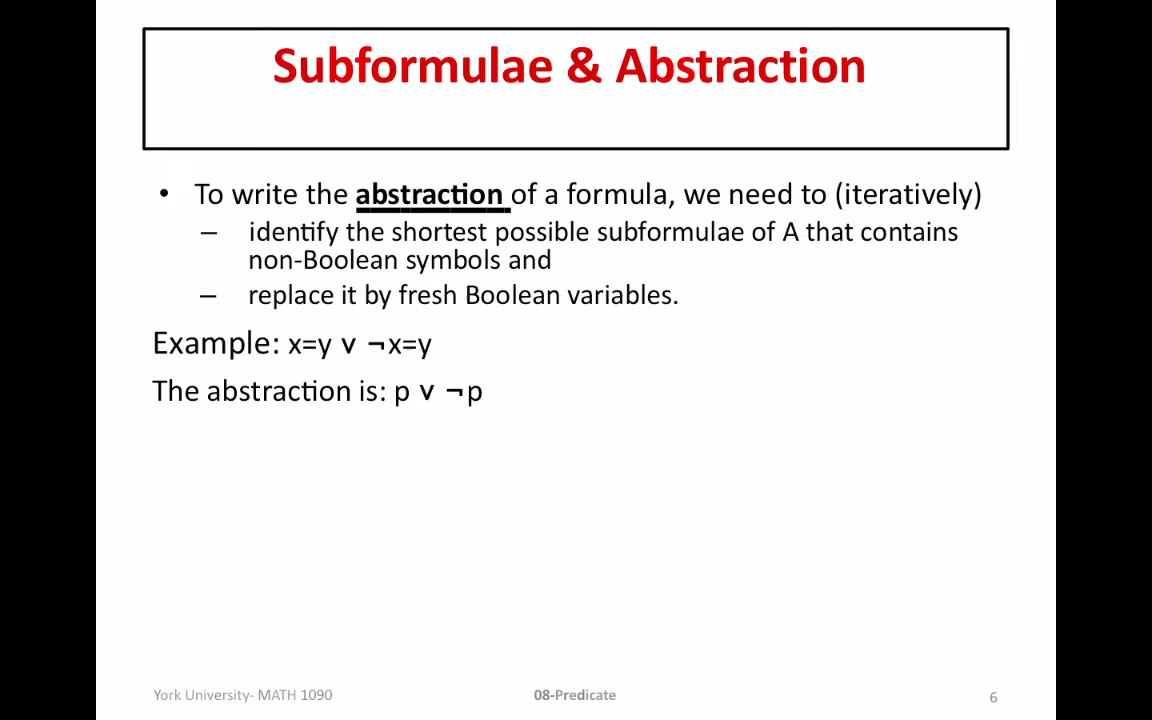 Subformulae & Abstraction
• To write the abstraction of a formula, we need to (iteratively)
– identify the shortest possible subformulae of A that contains
non-Boolean symbols and
– replace it by fresh Boolean variables.
Example: x=y ∨ ¬x=y
The abstraction is: p ∨ ¬p
York University- MATH 1090
08-Predicate
6